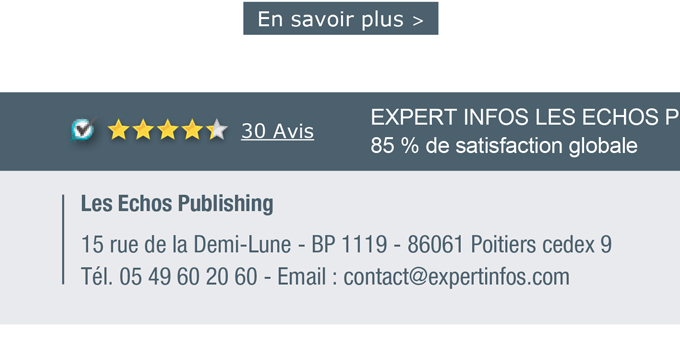 En savoir plus >
30 Avis
EXPERT INFOS LES ECHOS P
85 % de satisfaction globale
Les Echos Publishing
15 rue de la Demi-Lune - BP 1119 - 86061 Poitiers cedex 9
Tél. 05 49 60 20 60 - Email : contact@expertinfos.com